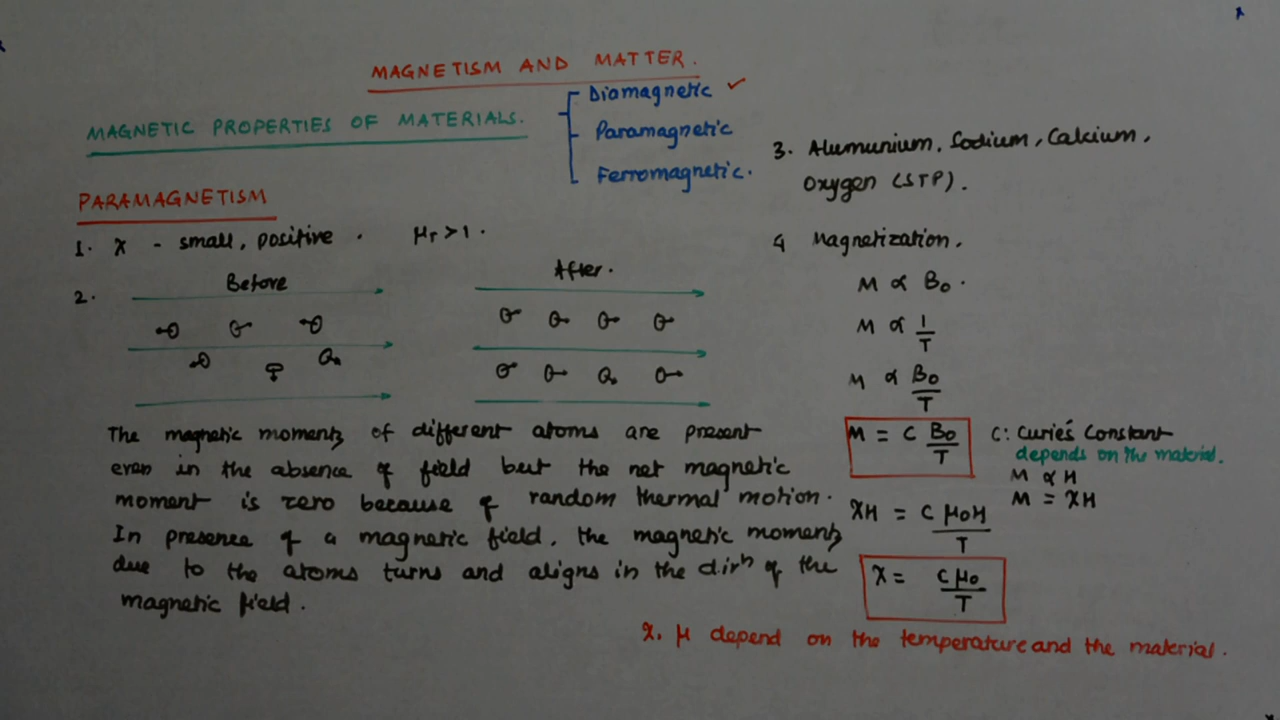 MAGNETISM AND MATTER.
MAGNETIC PROPERTIES OF MATERIALS.
Diamagnetic ✓
Paramagnetic
Ferromagnetic.
PARAMAGNETISM
1. χ - small, positive. μr > 1.
2. Before
After.
The magnetic moments of different atoms are present
even in the absence of field but the net magnetic
moment is zero because of random thermal motion.
In presence of a magnetic field, the magnetic moments
due to the atoms turns and aligns in the dirn of the
magnetic field.
3. Alumunium, Sodium, Calcium,
Oxygen (STP).
4 Magnetization.
M ∝ B0.
M ∝ 1/T
M ∝ B0/T
M = C B0/T
C: Curie's Constant
depends on the material.
M ∝ H
M = χH
χH = C μ0H/T
χ = Cμ0/T
χ, μ depend on the temperature and the material.